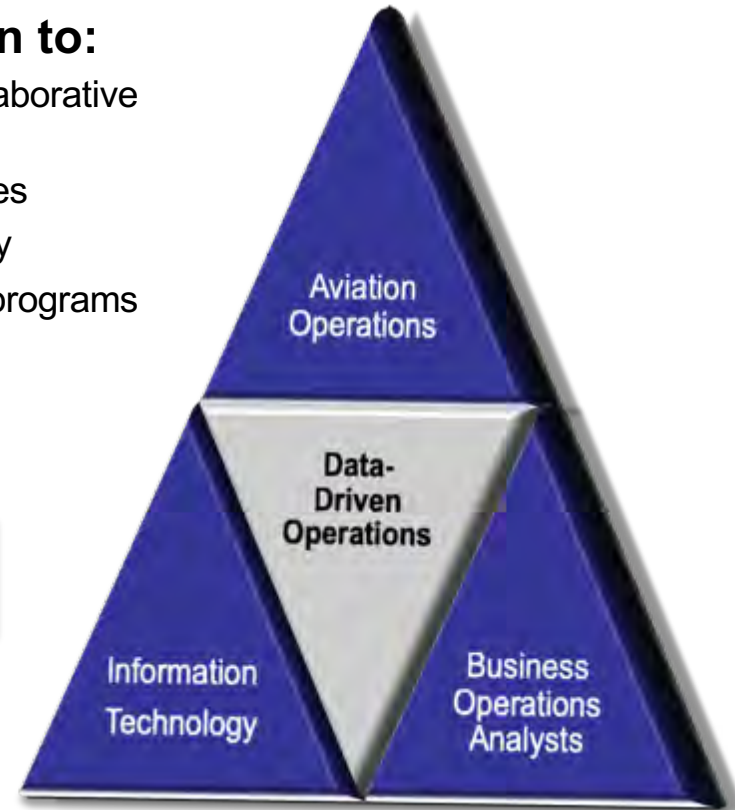 n to:
aborative
es
y
programs
Aviation
Operations
Data-
Driven
Operations
Information
Technology
Business
Operations
Analysts